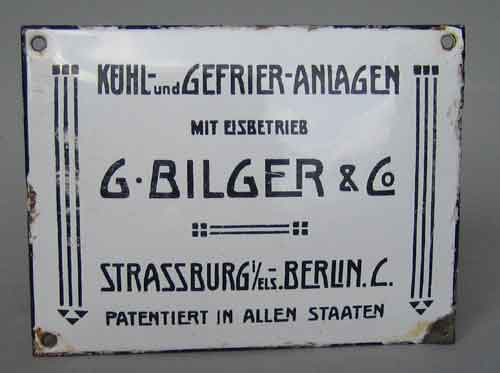 KÜHL-und GEFRIER-ANLAGEN
MIT EISBETRIEB
G·BILGER & Co
STRASSBURG i/ELS.-BERLIN.C.
PATENTIERT IN ALLEN STAATEN